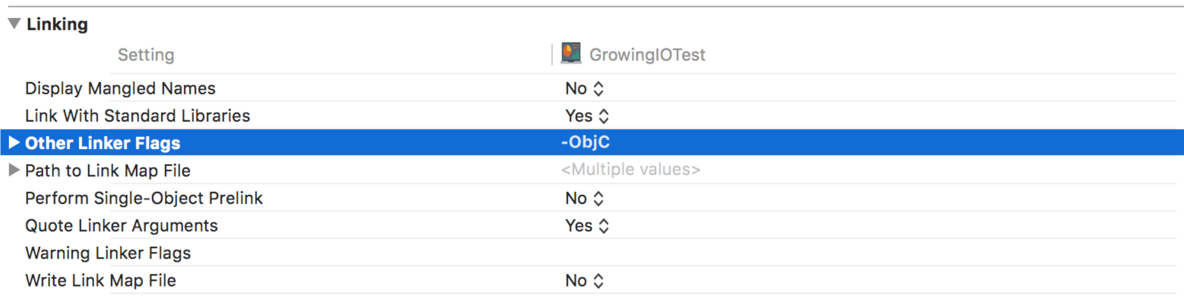 Linking
Setting GrowingIOTest
Display Mangled Names No
Link With Standard Libraries Yes
Other Linker Flags -ObjC
Path to Link Map File <Multiple values>
Perform Single-Object Prelink No
Quote Linker Arguments Yes
Warning Linker Flags
Write Link Map File No